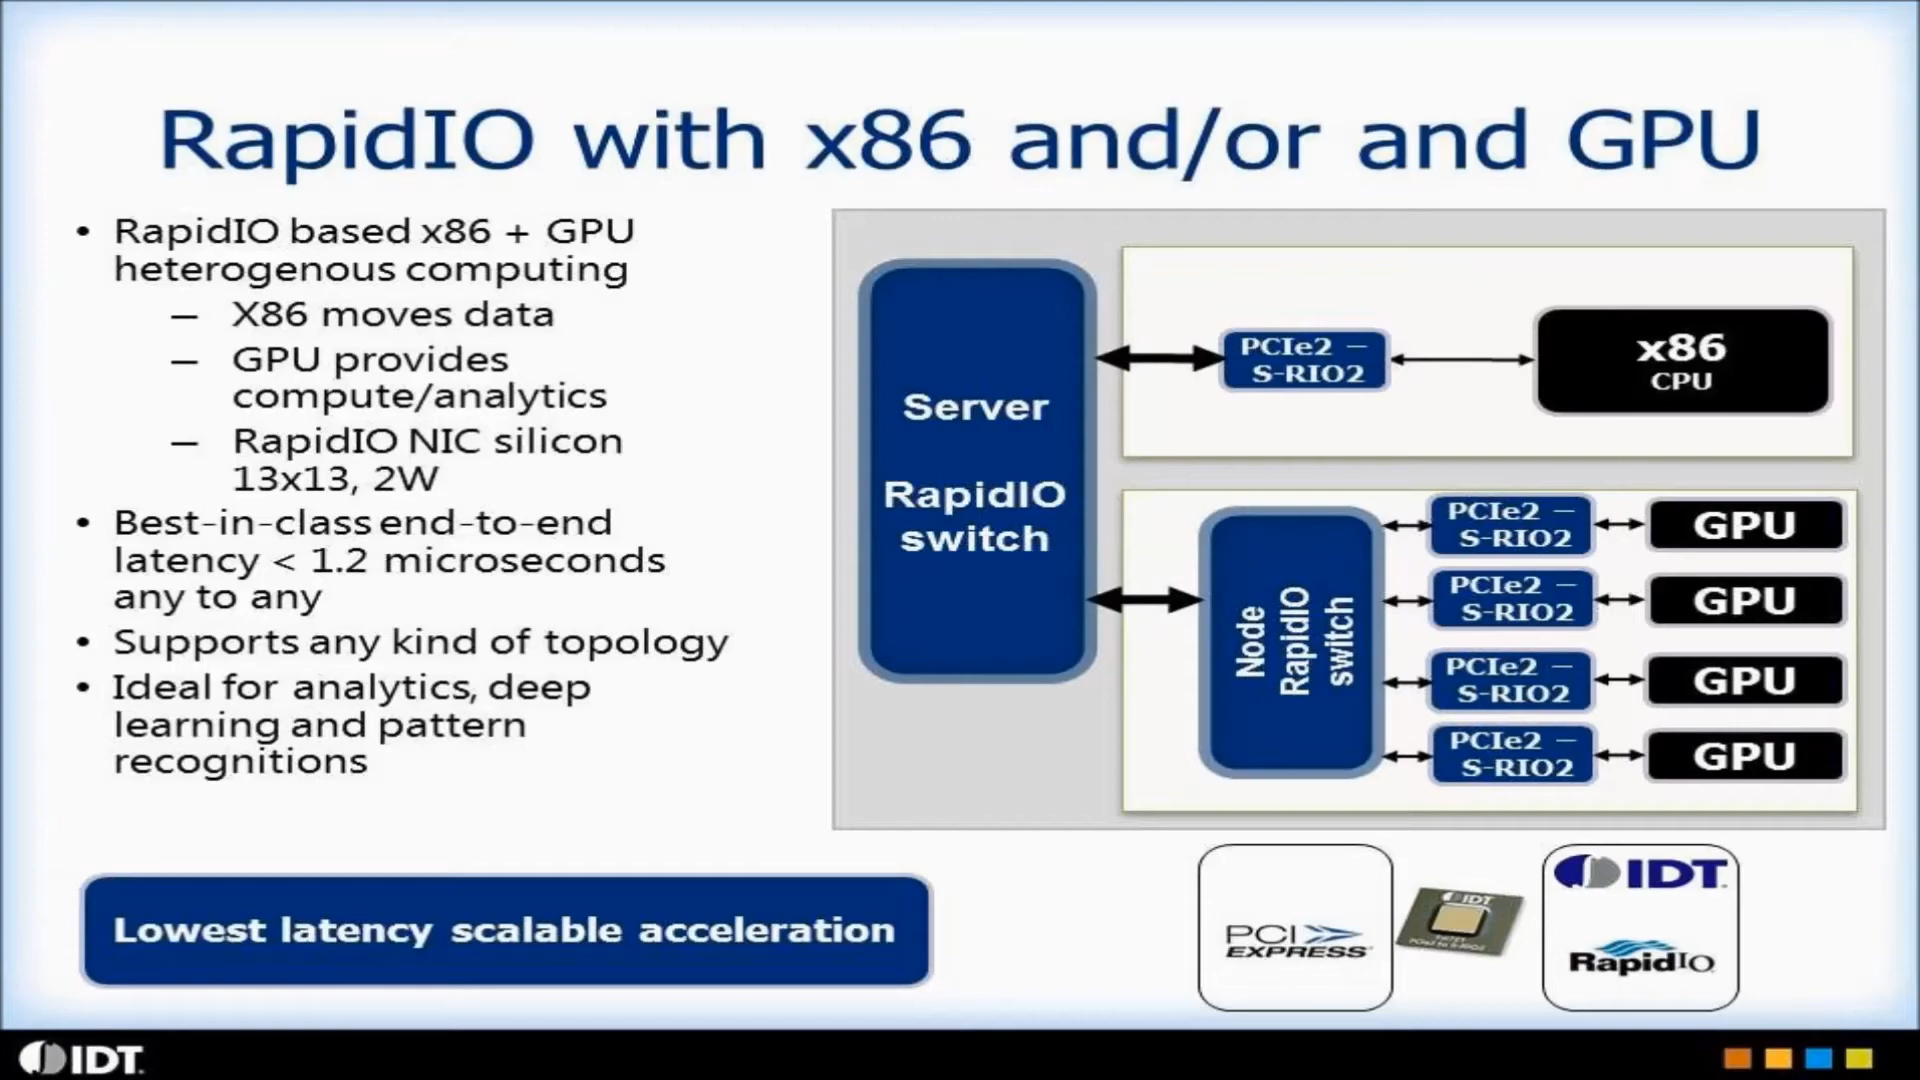 RapidIO with x86 and/or and GPU
• RapidIO based x86 + GPU
heterogenous computing
– X86 moves data
– GPU provides
compute/analytics
– RapidIO NIC silicon
13x13, 2W
• Best-in-class end-to-end
latency < 1.2 microseconds
any to any
• Supports any kind of topology
• Ideal for analytics, deep
learning and pattern
recognitions
Lowest latency scalable acceleration
Server
RapidIO
switch
PCIe2 –
S-RIO2
x86
CPU
Node
RapidIO
switch
PCIe2 –
S-RIO2
GPU
PCIe2 –
S-RIO2
GPU
PCIe2 –
S-RIO2
GPU
PCIe2 –
S-RIO2
GPU
PCI
EXPRESS
IDT
IDT
RapidIO
IDT